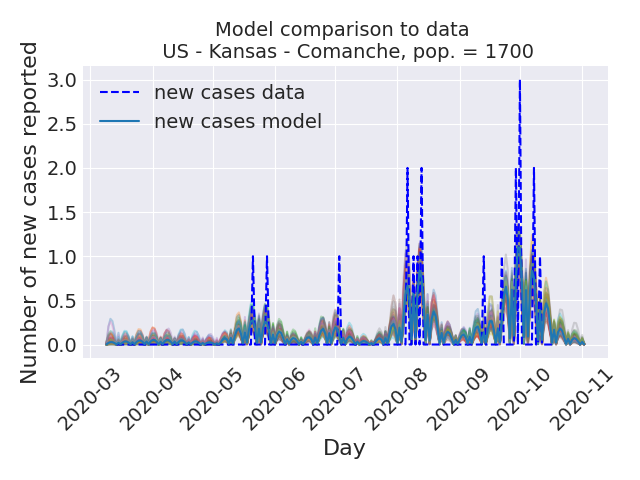 Model comparison to data
US - Kansas - Comanche, pop. = 1700
Number of new cases reported
3.0
2.5
2.0
1.5
1.0
0.5
0.0
new cases data
new cases model
2020-03
2020-04
2020-05
2020-06
2020-07
2020-08
2020-09
2020-10
2020-11
Day